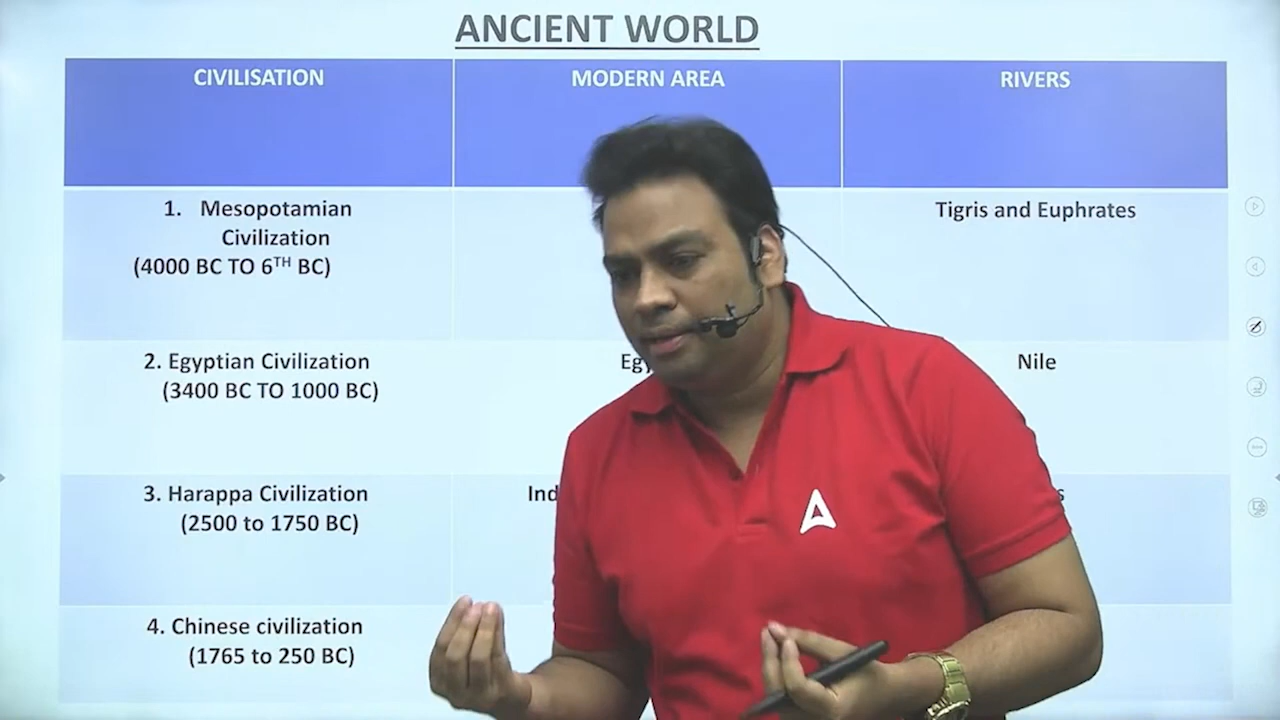 ANCIENT WORLD
CIVILISATION
MODERN AREA
RIVERS
1. Mesopotamian
Civilization
(4000 BC TO 6TH BC)
Tigris and Euphrates
2. Egyptian Civilization
(3400 BC TO 1000 BC)
Nile
3. Harappa Civilization
(2500 to 1750 BC)
4. Chinese civilization
(1765 to 250 BC)